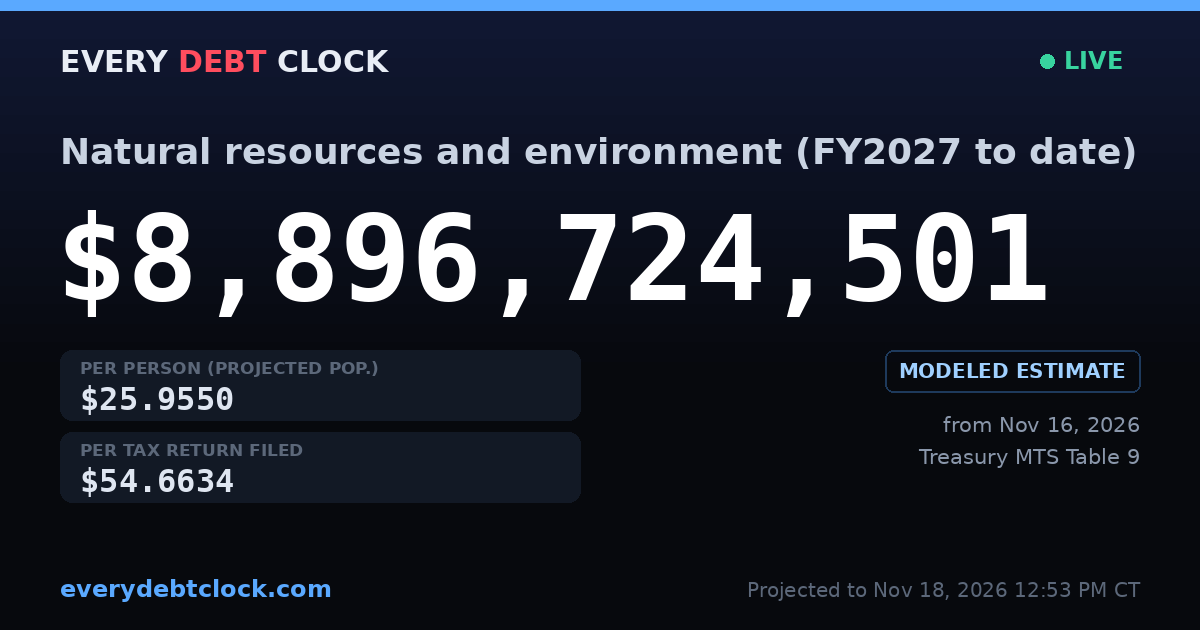 EVERY DEBT CLOCK
LIVE
Natural resources and environment (FY2027 to date)
$8,896,724,501
PER PERSON (PROJECTED POP.)
$25.9550
PER TAX RETURN FILED
$54.6634
MODELED ESTIMATE
from Nov 16, 2026
Treasury MTS Table 9
everydebtclock.com
Projected to Nov 18, 2026 12:53 PM CT